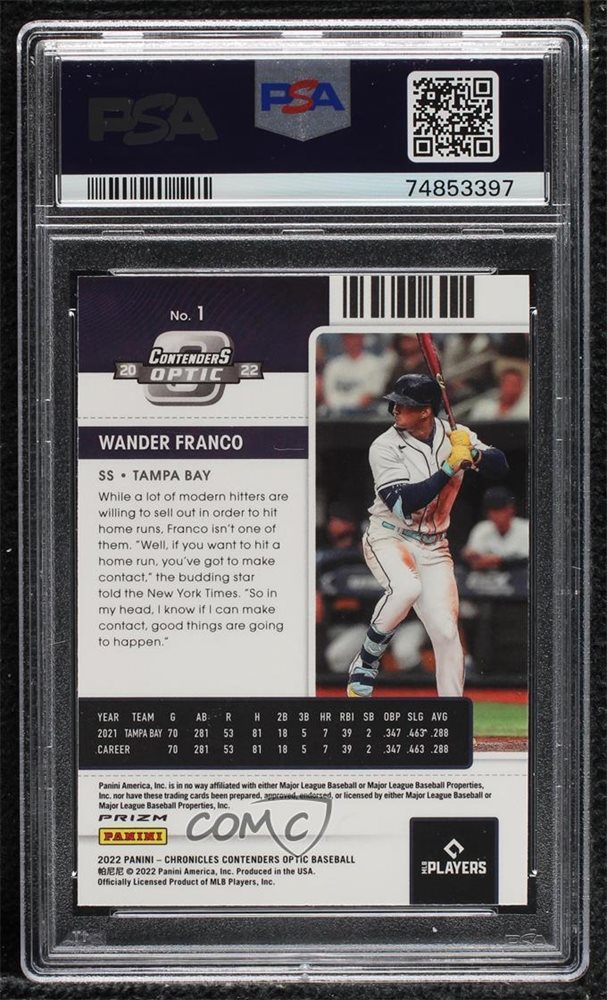 PSA
PSA
74853397
No. 1
CONTENDERS
20 OPTIC 22
WANDER FRANCO
SS • TAMPA BAY
While a lot of modern hitters are
willing to sell out in order to hit
home runs, Franco isn't one of
them. "Well, if you want to hit a
home run, you've got to make
contact," the budding star
told the New York Times. "So in
my head, I know if I can make
contact, good things are going
to happen."
YEAR TEAM G AB R H 2B 3B HR RBI SB OBP SLG AVG
2021 TAMPA BAY 70 281 53 81 18 5 7 39 2 .347 .463 .288
CAREER 70 281 53 81 18 5 7 39 2 .347 .463 .288
Panini America, Inc. is in no way affiliated with either Major League Baseball or Major League Baseball Properties,
Inc. nor have these trading cards been prepared, approved, endorsed, or licensed by either Major League Baseball or
Major League Baseball Properties, Inc.
PRIZM
PANINI
COMC
2022 PANINI – CHRONICLES CONTENDERS OPTIC BASEBALL
帕尼尼 © 2022 Panini America, Inc. Produced in the USA.
Officially Licensed Product of MLB Players, Inc.
MLB PLAYERS
PSA